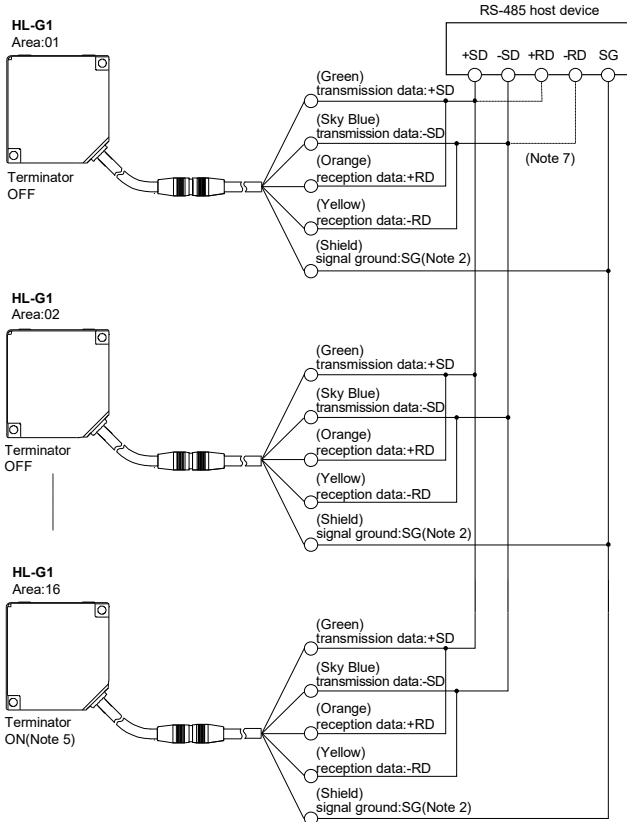 RS-485 host device
+SD -SD +RD -RD SG
HL-G1
Area:01
(Green)
transmission data:+SD
(Sky Blue)
transmission data:-SD
(Note 7)
(Orange)
reception data:+RD
(Yellow)
reception data:-RD
(Shield)
signal ground:SG(Note 2)
Terminator
OFF
HL-G1
Area:02
(Green)
transmission data:+SD
(Sky Blue)
transmission data:-SD
(Orange)
reception data:+RD
(Yellow)
reception data:-RD
(Shield)
signal ground:SG(Note 2)
Terminator
OFF
HL-G1
Area:16
(Green)
transmission data:+SD
(Sky Blue)
transmission data:-SD
(Orange)
reception data:+RD
(Yellow)
reception data:-RD
(Shield)
signal ground:SG(Note 2)
Terminator
ON(Note 5)